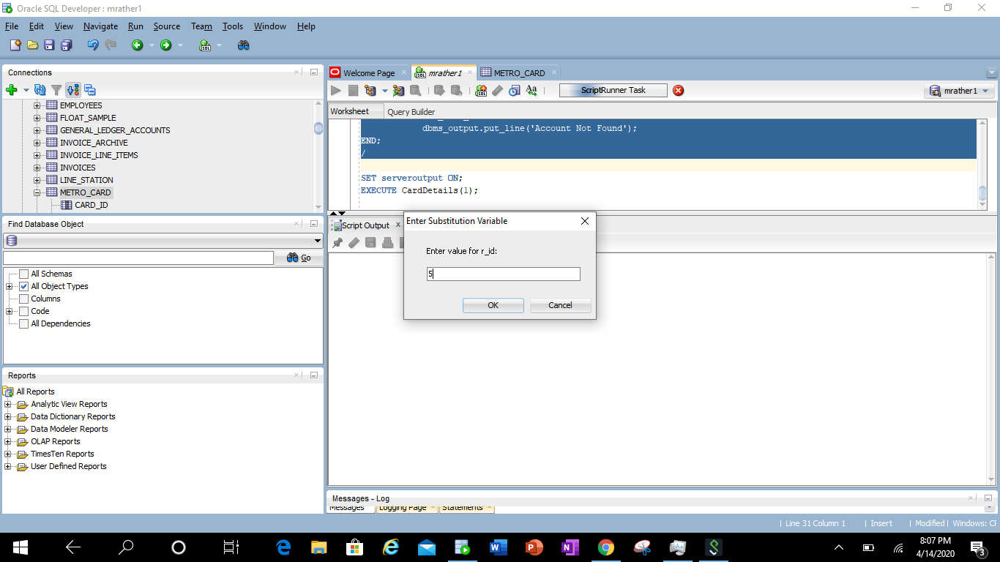 Oracle SQL Developer : mrather1
File Edit View Navigate Run Source Team Tools Window Help
Connections
EMPLOYEES
FLOAT_SAMPLE
GENERAL_LEDGER_ACCOUNTS
INVOICE_ARCHIVE
INVOICE_LINE_ITEMS
INVOICES
LINE_STATION
METRO_CARD
CARD_ID
Find Database Object
Go
All Schemas
All Object Types
Columns
Code
All Dependencies
Reports
All Reports
Analytic View Reports
Data Dictionary Reports
Data Modeler Reports
OLAP Reports
TimesTen Reports
User Defined Reports
Welcome Page mrather1 METRO_CARD
ScriptRunner Task mrather1
Worksheet Query Builder
dbms_output.put_line('Account Not Found');
END;
/
SET serveroutput ON;
EXECUTE CardDetails(1);
Script Output
Enter Substitution Variable
Enter value for r_id:
5
OK Cancel
Messages - Log
Messages Logging Page Statements
Line 31 Column 1 Insert Modified Windows: CF
8:07 PM
4/14/2020
3